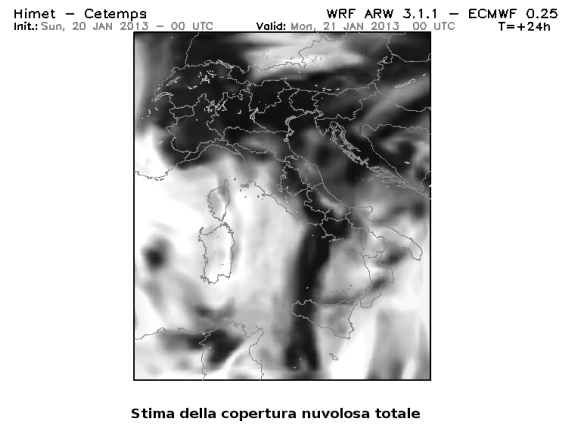 Himet − Cetemps WRF ARW 3.1.1 − ECMWF 0.25
Init.: Sun, 20 JAN 2013 − 00 UTC Valid: Mon, 21 JAN 2013 00 UTC T=+24h
Stima della copertura nuvolosa totale